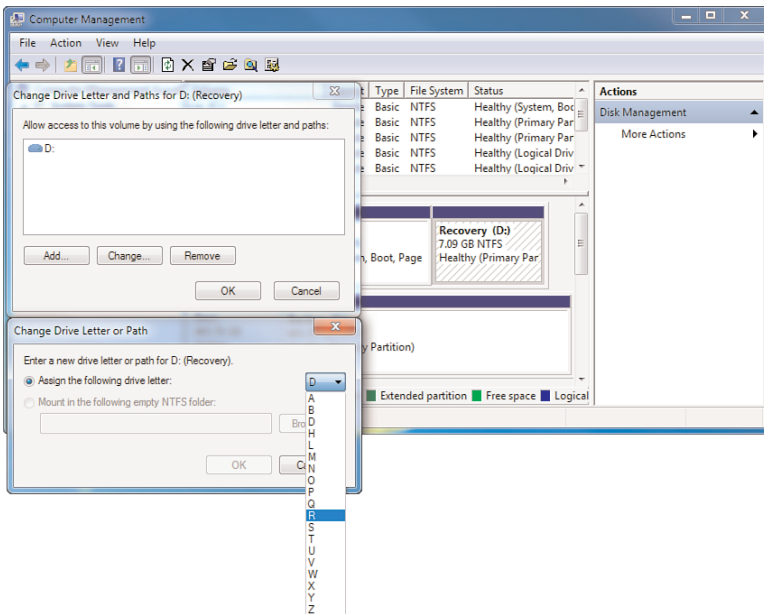 Computer Management
File Action View Help
Change Drive Letter and Paths for D: (Recovery)
Allow access to this volume by using the following drive letter and paths:
D:
Add... Change... Remove
OK Cancel
Type File System Status
Basic NTFS Healthy (System, Boo
Basic NTFS Healthy (Primary Par
Basic NTFS Healthy (Primary Par
Basic NTFS Healthy (Logical Driv
Basic NTFS Healthy (Logical Driv
Actions
Disk Management
More Actions
Recovery (D:)
7.09 GB NTFS
Healthy (Primary Par
, Boot, Page
Partition)
Extended partition Free space Logical
Change Drive Letter or Path
Enter a new drive letter or path for D: (Recovery).
Assign the following drive letter: D
Mount in the following empty NTFS folder:
Bro
OK Ca
A
B
D
H
L
M
N
O
P
Q
R
S
T
U
V
W
X
Y
Z